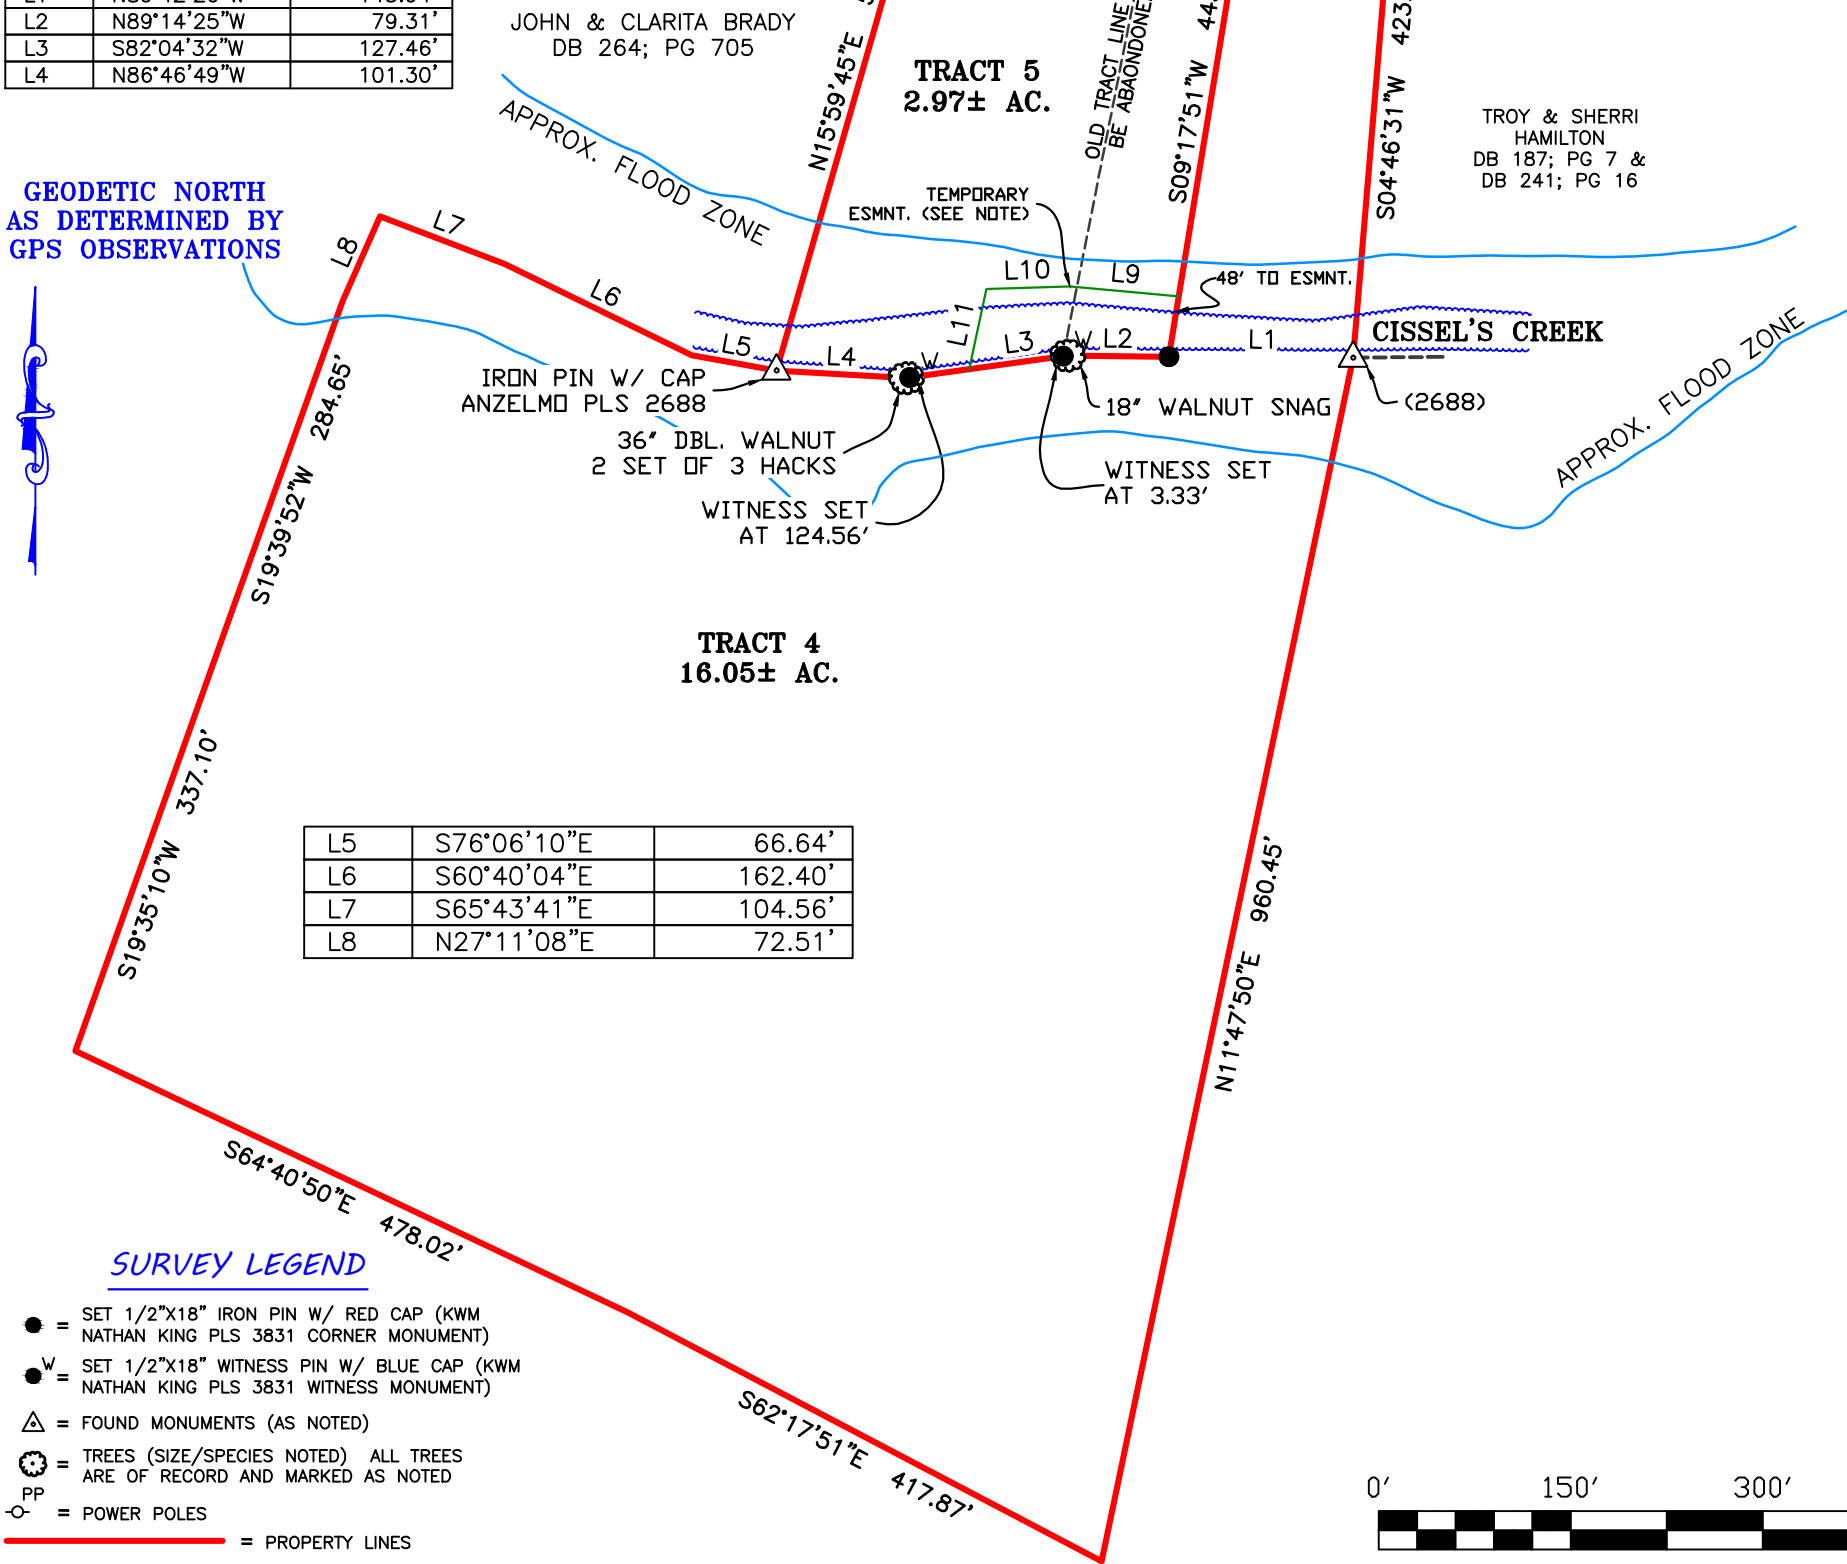 L2 N89°14'25"W 79.31'
L3 S82°04'32"W 127.46'
L4 N86°46'49"W 101.30'
JOHN & CLARITA BRADY
DB 264; PG 705
N15°59'45"E
TRACT 5
2.97± AC.
OLD TRACT LINE
BE ABAONDONE
S09°17'51"W 44
S04°46'31"W 423
TROY & SHERRI
HAMILTON
DB 187; PG 7 &
DB 241; PG 16
APPROX. FLOOD ZONE
GEODETIC NORTH
AS DETERMINED BY
GPS OBSERVATIONS
TEMPORARY
ESMNT. (SEE NOTE)
L8
L7
L6
L5
L4
L11
L10
L9
L3
L2
L1
W
W
48' TO ESMNT.
CISSEL'S CREEK
APPROX. FLOOD ZONE
IRON PIN W/ CAP
ANZELMO PLS 2688
36" DBL. WALNUT
2 SET OF 3 HACKS
WITNESS SET
AT 124.56'
18" WALNUT SNAG
(2688)
WITNESS SET
AT 3.33'
S19°39'52"W 284.65'
TRACT 4
16.05± AC.
S19°35'10"W 337.10'
L5 S76°06'10"E 66.64'
L6 S60°40'04"E 162.40'
L7 S65°43'41"E 104.56'
L8 N27°11'08"E 72.51'
N11°47'50"E 960.45'
S64°40'50"E 478.02'
S62°17'51"E 417.87'
SURVEY LEGEND
= SET 1/2"X18" IRON PIN W/ RED CAP (KWM
NATHAN KING PLS 3831 CORNER MONUMENT)
W = SET 1/2"X18" WITNESS PIN W/ BLUE CAP (KWM
NATHAN KING PLS 3831 WITNESS MONUMENT)
= FOUND MONUMENTS (AS NOTED)
= TREES (SIZE/SPECIES NOTED) ALL TREES
ARE OF RECORD AND MARKED AS NOTED
PP
= POWER POLES
= PROPERTY LINES
0' 150' 300'